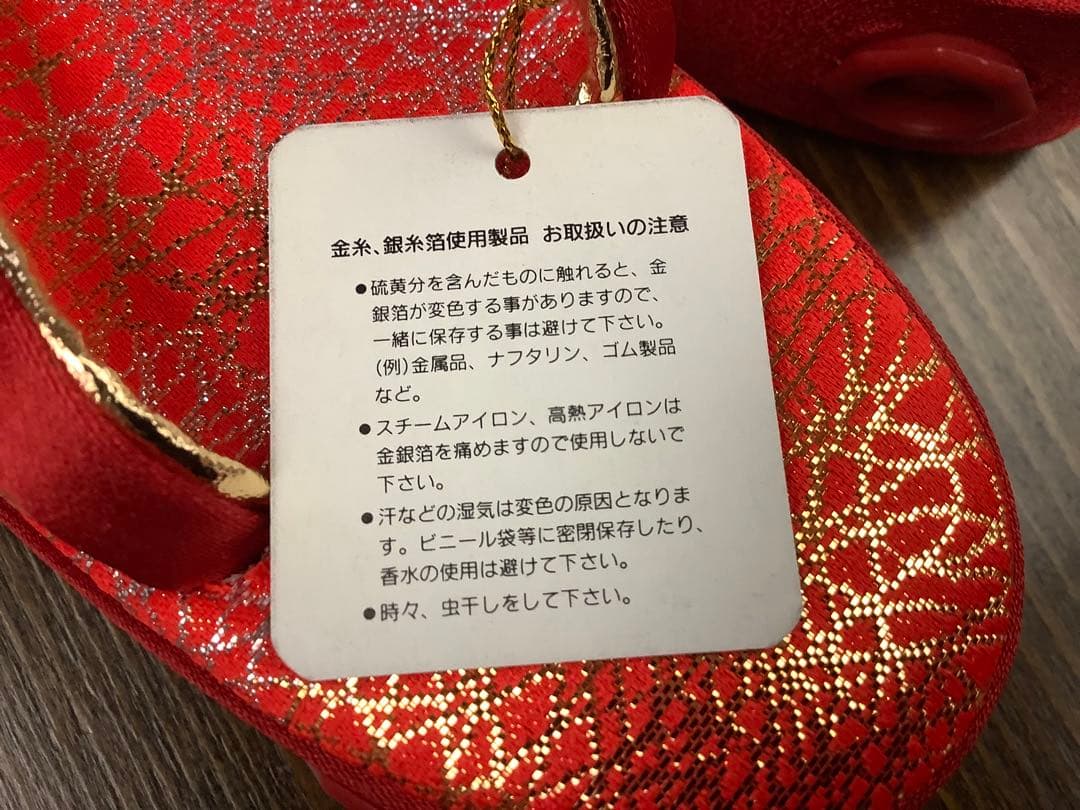 金糸、銀糸箔使用製品 お取扱いの注意
●硫黄分を含んだものに触れると、金
銀箔が変色する事がありますので、
一緒に保存する事は避けて下さい。
(例)金属品、ナフタリン、ゴム製品
など。
●スチームアイロン、高熱アイロンは
金銀箔を痛めますので使用しないで
下さい。
●汗などの湿気は変色の原因となりま
す。ビニール袋等に密閉保存したり、
香水の使用は避けて下さい。
●時々、虫干しをして下さい。